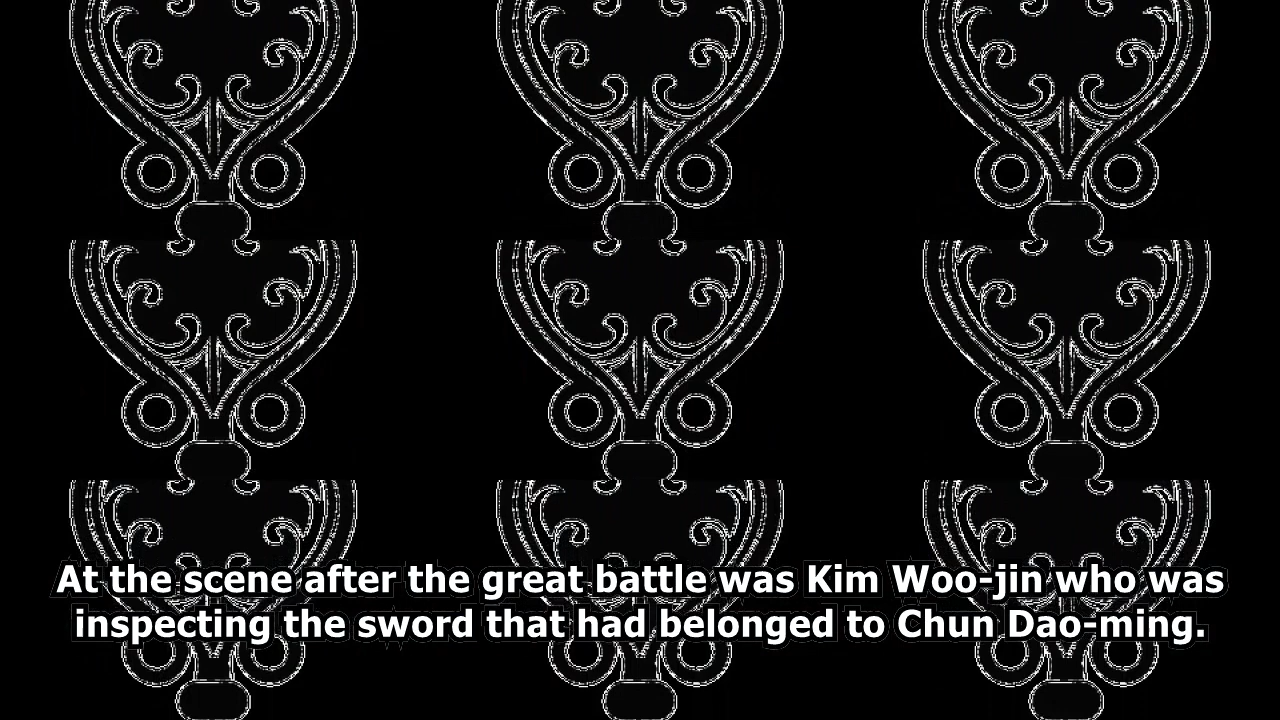 At the scene after the great battle was Kim Woo-jin who was
inspecting the sword that had belonged to Chun Dao-ming.